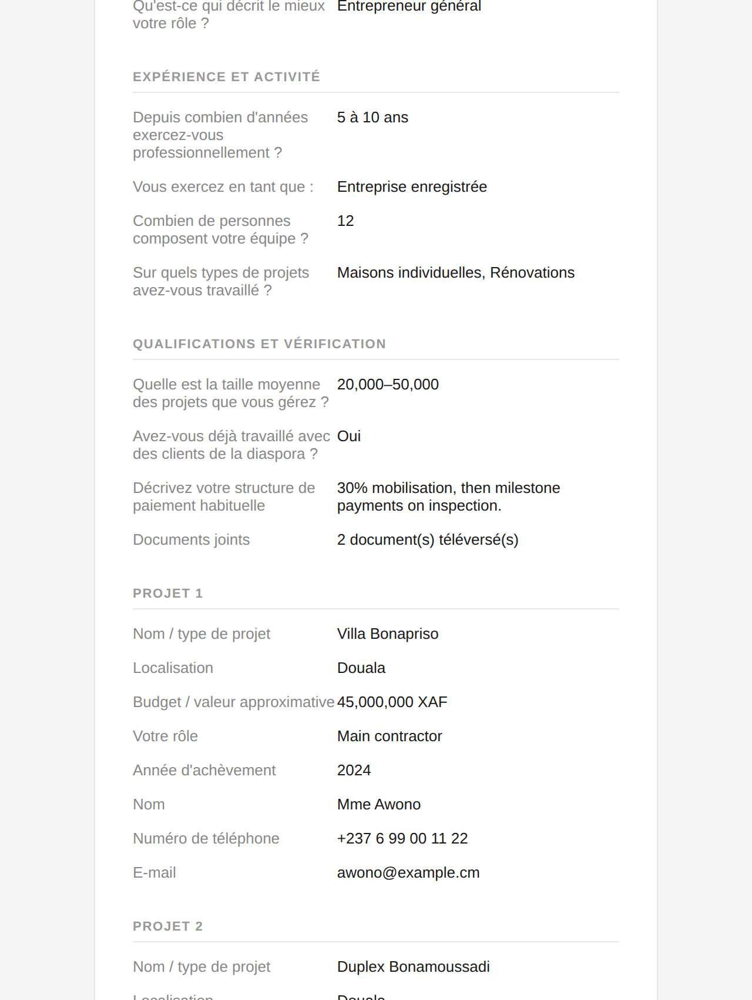 Qu'est-ce qui décrit le mieux Entrepreneur général
votre rôle ?
EXPÉRIENCE ET ACTIVITÉ
Depuis combien d'années 5 à 10 ans
exercez-vous
professionnellement ?
Vous exercez en tant que : Entreprise enregistrée
Combien de personnes 12
composent votre équipe ?
Sur quels types de projets Maisons individuelles, Rénovations
avez-vous travaillé ?
QUALIFICATIONS ET VÉRIFICATION
Quelle est la taille moyenne 20,000–50,000
des projets que vous gérez ?
Avez-vous déjà travaillé avec Oui
des clients de la diaspora ?
Décrivez votre structure de 30% mobilisation, then milestone
paiement habituelle payments on inspection.
Documents joints 2 document(s) téléversé(s)
PROJET 1
Nom / type de projet Villa Bonapriso
Localisation Douala
Budget / valeur approximative 45,000,000 XAF
Votre rôle Main contractor
Année d'achèvement 2024
Nom Mme Awono
Numéro de téléphone +237 6 99 00 11 22
E-mail awono@example.cm
PROJET 2
Nom / type de projet Duplex Bonamoussadi
Localisation Douala